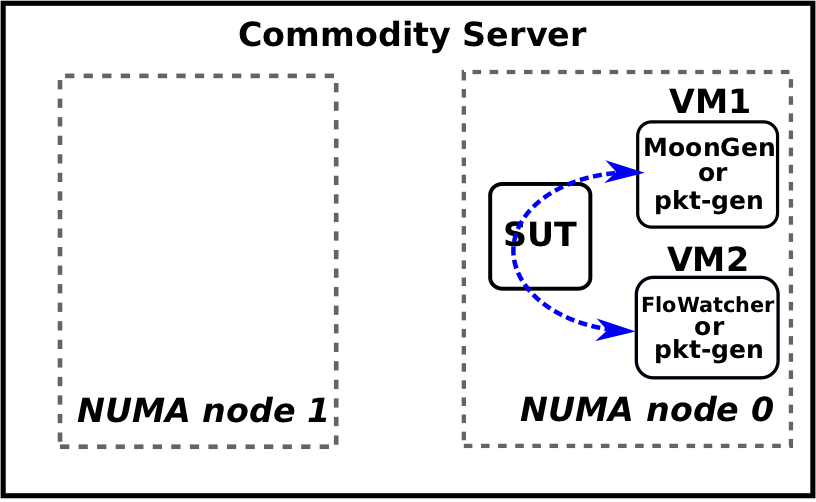 Commodity Server
VM1
MoonGen
or
pkt-gen
SUT
VM2
FloWatcher
or
pkt-gen
NUMA node 1
NUMA node 0